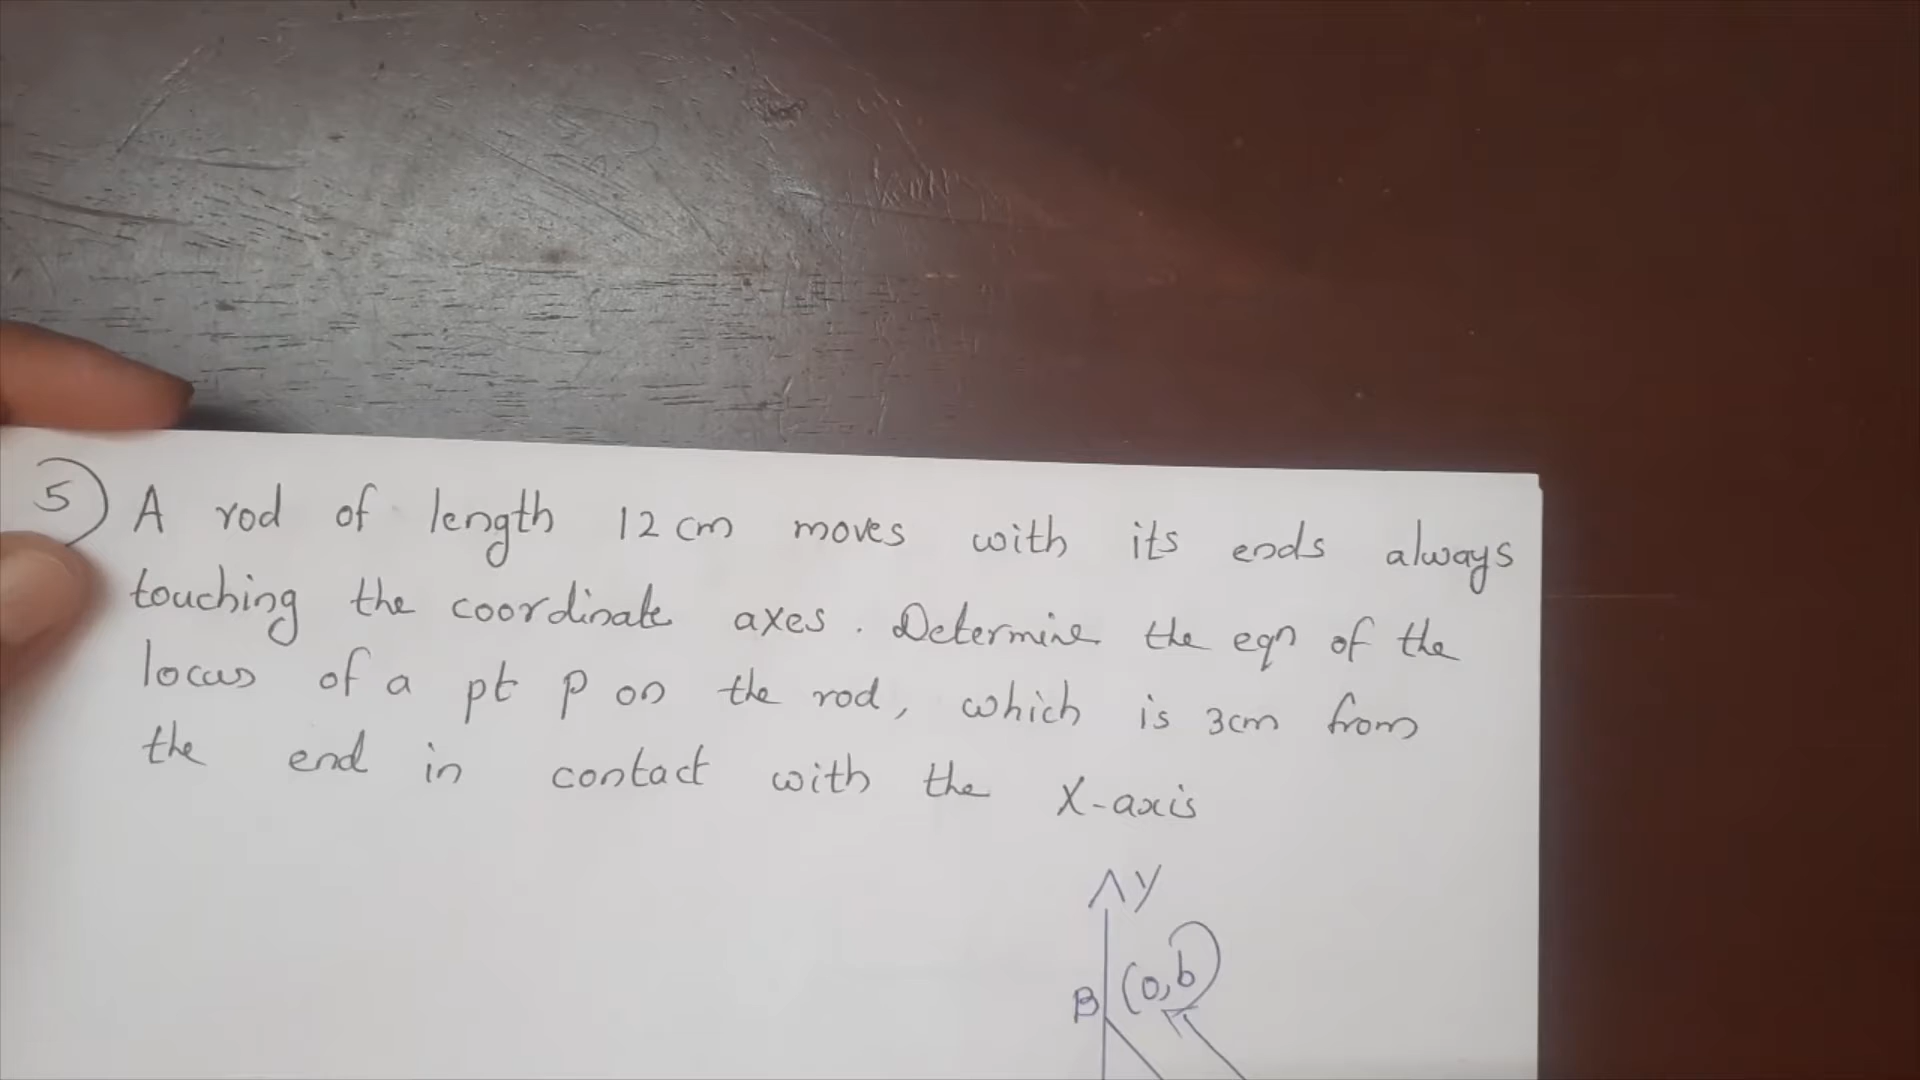 5) A rod of length 12 cm moves with its ends always
touching the coordinate axes. Determine the eqn of the
locus of a pt P on the rod, which is 3cm from
the end in contact with the X-axis
Y
B (0,b)